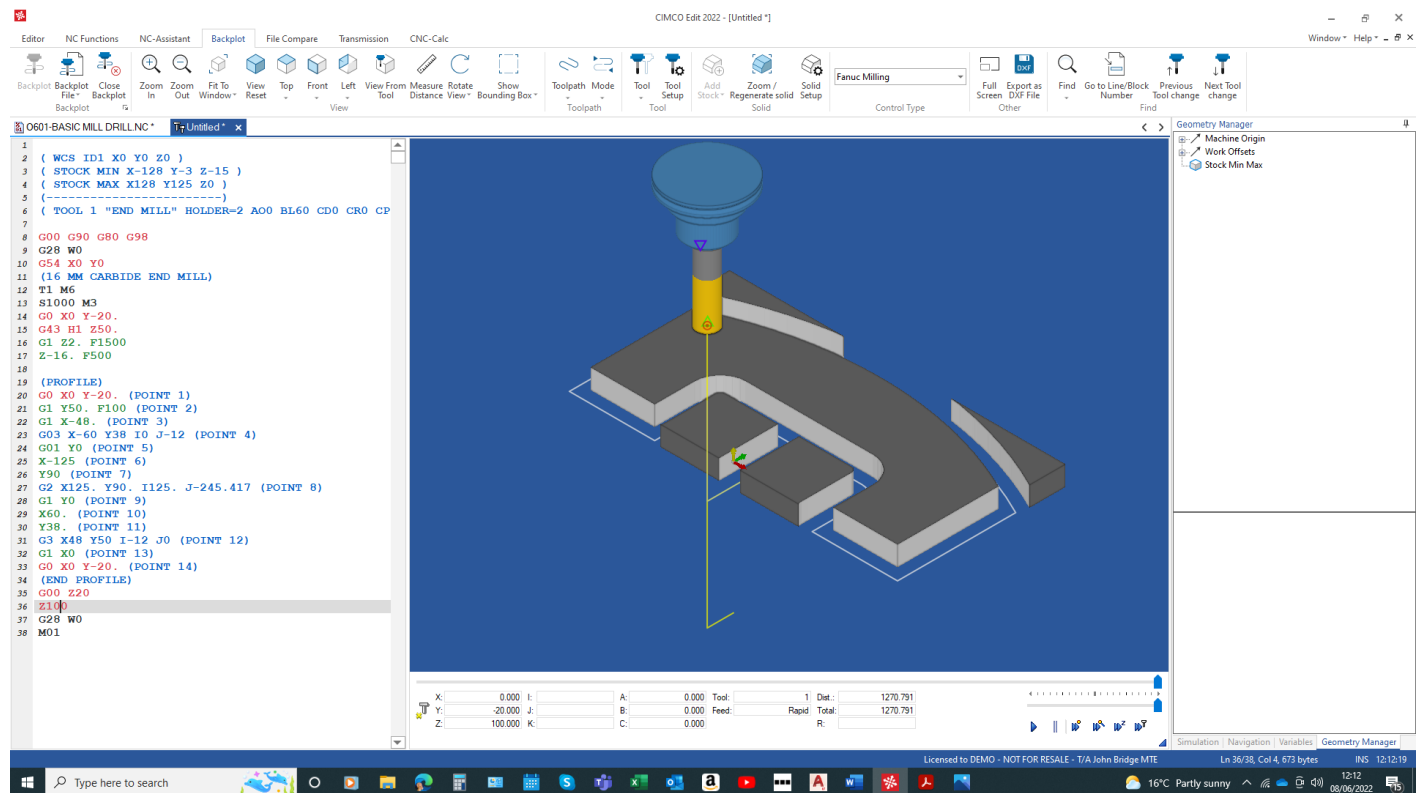 CIMCO Edit 2022 - [Untitled *]
Editor NC Functions NC-Assistant Backplot File Compare Transmission CNC-Calc Window Help
Backplot Backplot File Close Backplot Zoom In Zoom Out Fit To Window View Reset Top Front Left View From Tool Measure Distance Rotate View Show Bounding Box Toolpath Mode Tool Tool Setup Add Stock Zoom / Regenerate solid Solid Setup Fanuc Milling Full Screen Export as DXF File Find Go to Line/Block Number Previous Tool change Next Tool change
DXF
Backplot View Toolpath Tool Solid Control Type Other Find
O601-BASIC MILL DRILL.NC * Untitled * x
1
2 ( WCS ID1 X0 Y0 Z0 )
3 ( STOCK MIN X-128 Y-3 Z-15 )
4 ( STOCK MAX X128 Y125 Z0 )
5 (------------------------)
6 ( TOOL 1 "END MILL" HOLDER=2 AO0 BL60 CD0 CR0 CP
7
8 G00 G90 G80 G98
9 G28 W0
10 G54 X0 Y0
11 (16 MM CARBIDE END MILL)
12 T1 M6
13 S1000 M3
14 G0 X0 Y-20.
15 G43 H1 Z50.
16 G1 Z2. F1500
17 Z-16. F500
18
19 (PROFILE)
20 G0 X0 Y-20. (POINT 1)
21 G1 Y50. F100 (POINT 2)
22 G1 X-48. (POINT 3)
23 G03 X-60 Y38 I0 J-12 (POINT 4)
24 G01 Y0 (POINT 5)
25 X-125 (POINT 6)
26 Y90 (POINT 7)
27 G2 X125. Y90. I125. J-245.417 (POINT 8)
28 G1 Y0 (POINT 9)
29 X60. (POINT 10)
30 Y38. (POINT 11)
31 G3 X48 Y50 I-12 J0 (POINT 12)
32 G1 X0 (POINT 13)
33 G0 X0 Y-20. (POINT 14)
34 (END PROFILE)
35 G00 Z20
36 Z100
37 G28 W0
38 M01
Geometry Manager
Machine Origin
Work Offsets
Stock Min Max
X: 0.000 I: A: 0.000 Tool: 1 Dist.: 1270.791
Y: -20.000 J: B: 0.000 Feed: Rapid Total: 1270.791
Z: 100.000 K: C: 0.000 R:
Simulation Navigation Variables Geometry Manager
Licensed to DEMO - NOT FOR RESALE - T/A John Bridge MTE Ln 36/38, Col 4, 673 bytes INS 12:12:19
Type here to search
16°C Partly sunny
12:12
08/06/2022
15